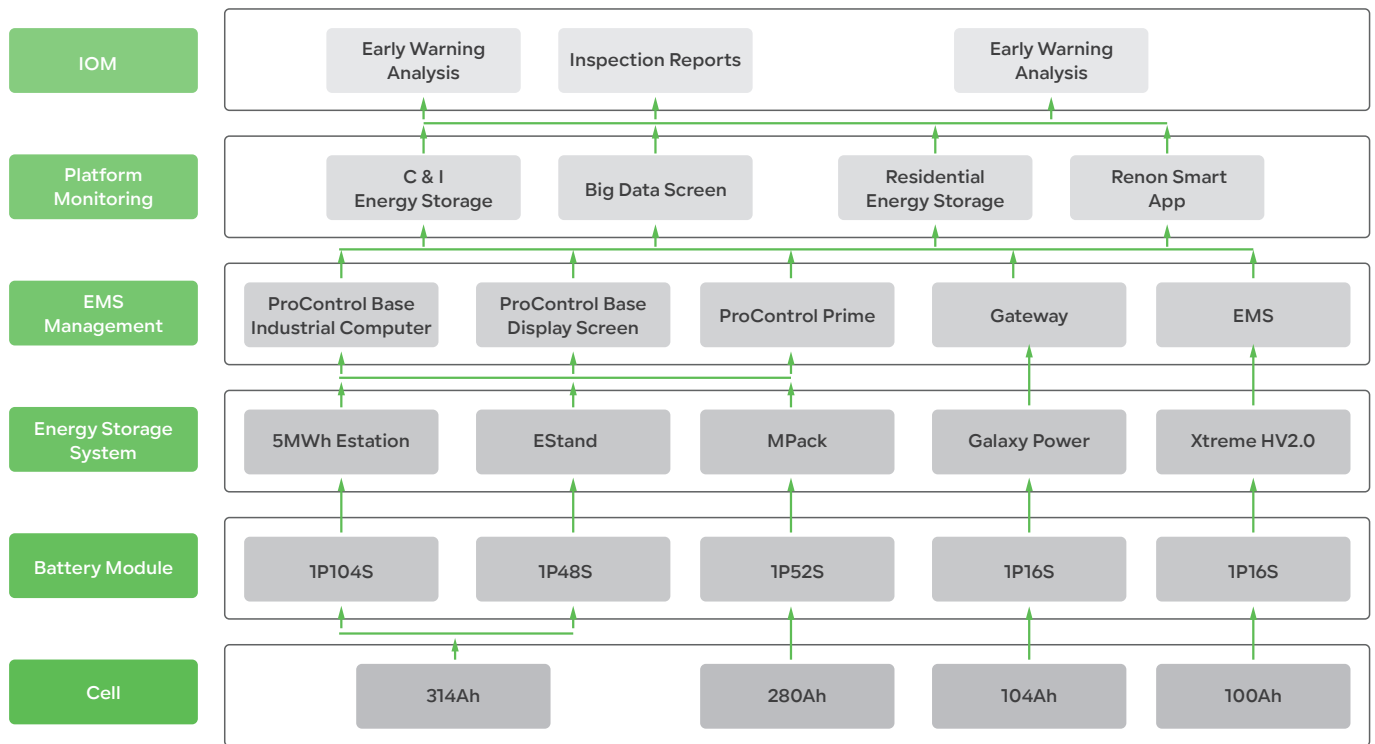 IOM
Early Warning
Analysis
Inspection Reports
Early Warning
Analysis
Platform
Monitoring
C & I
Energy Storage
Big Data Screen
Residential
Energy Storage
Renon Smart
App
EMS
Management
ProControl Base
Industrial Computer
ProControl Base
Display Screen
ProControl Prime
Gateway
EMS
Energy Storage
System
5MWh Estation
EStand
MPack
Galaxy Power
Xtreme HV2.0
Battery Module
1P104S
1P48S
1P52S
1P16S
1P16S
Cell
314Ah
280Ah
104Ah
100Ah